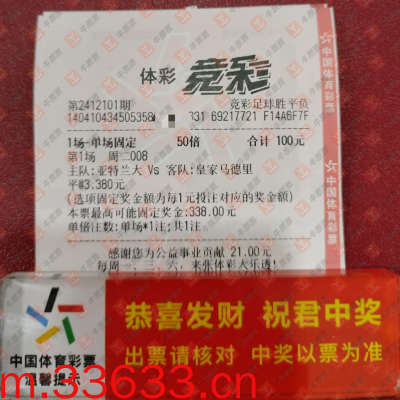 体彩 竞彩
第2412101期 竞彩足球胜平负
140410434505358 331 69217721 F14A6F7F
1场-单场固定 50倍 合计 100元
第1场 周二008
主队:亚特兰大 Vs 客队:皇家马德里
平@3.380元
(选项固定奖金额为每1元投注对应的奖金额)
本票最高可能固定奖金:338.00元
单倍注数:单场*1注;共1注
感谢您为公益事业贡献 21.00元
每周一、三、六,来张体彩大乐透!
中国体育彩票
中国体育彩票
恭喜发财 祝君中奖
出票请核对 中奖以票为准
中国体育彩票
温馨提示
m.33633.cn